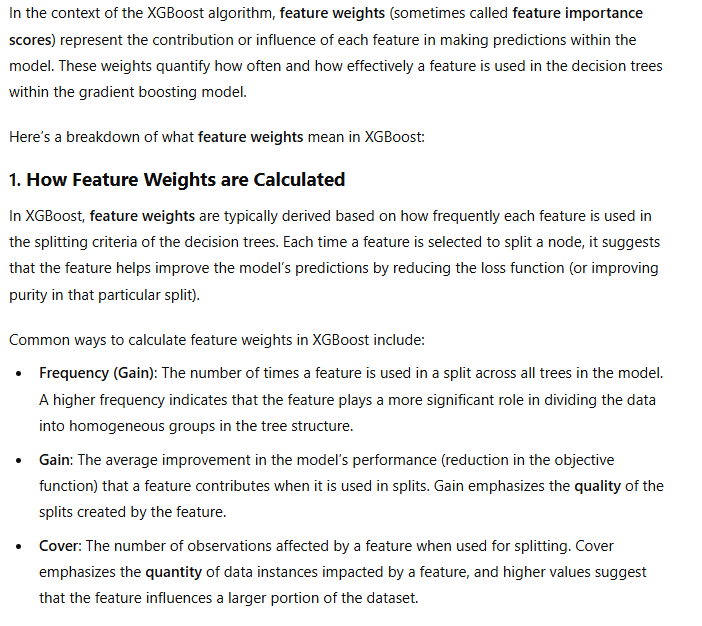 In the context of the XGBoost algorithm, feature weights (sometimes called feature importance
scores) represent the contribution or influence of each feature in making predictions within the
model. These weights quantify how often and how effectively a feature is used in the decision trees
within the gradient boosting model.
Here's a breakdown of what feature weights mean in XGBoost:
1. How Feature Weights are Calculated
In XGBoost, feature weights are typically derived based on how frequently each feature is used in
the splitting criteria of the decision trees. Each time a feature is selected to split a node, it suggests
that the feature helps improve the model's predictions by reducing the loss function (or improving
purity in that particular split).
Common ways to calculate feature weights in XGBoost include:
• Frequency (Gain): The number of times a feature is used in a split across all trees in the model.
A higher frequency indicates that the feature plays a more significant role in dividing the data
into homogeneous groups in the tree structure.
• Gain: The average improvement in the model's performance (reduction in the objective
function) that a feature contributes when it is used in splits. Gain emphasizes the quality of the
splits created by the feature.
• Cover: The number of observations affected by a feature when used for splitting. Cover
emphasizes the quantity of data instances impacted by a feature, and higher values suggest
that the feature influences a larger portion of the dataset.